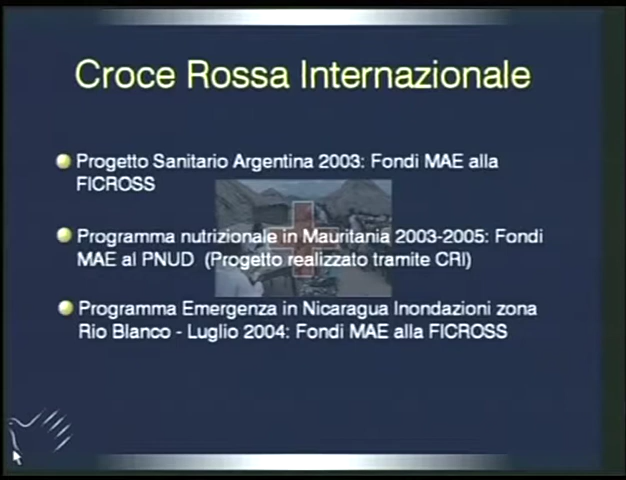 Croce Rossa Internazionale
Progetto Sanitario Argentina 2003: Fondi MAE alla
FICROSS
Programma nutrizionale in Mauritania 2003-2005: Fondi
MAE al PNUD (Progetto realizzato tramite CRI)
Programma Emergenza in Nicaragua Inondazioni zona
Rio Blanco - Luglio 2004: Fondi MAE alla FICROSS